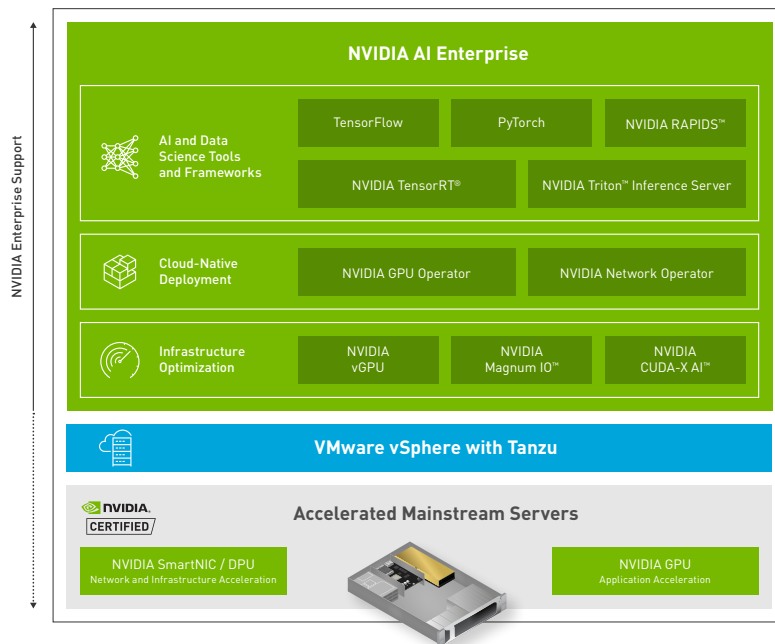 NVIDIA AI Enterprise
NVIDIA Enterprise Support
AI and Data
Science Tools
and Frameworks
TensorFlow
PyTorch
NVIDIA RAPIDS™
NVIDIA TensorRT®
NVIDIA Triton™ Inference Server
Cloud-Native
Deployment
NVIDIA GPU Operator
NVIDIA Network Operator
Infrastructure
Optimization
NVIDIA
vGPU
NVIDIA
Magnum IO™
NVIDIA
CUDA-X AI™
VMware vSphere with Tanzu
NVIDIA.
CERTIFIED
Accelerated Mainstream Servers
NVIDIA SmartNIC / DPU
Network and Infrastructure Acceleration
NVIDIA GPU
Application Acceleration